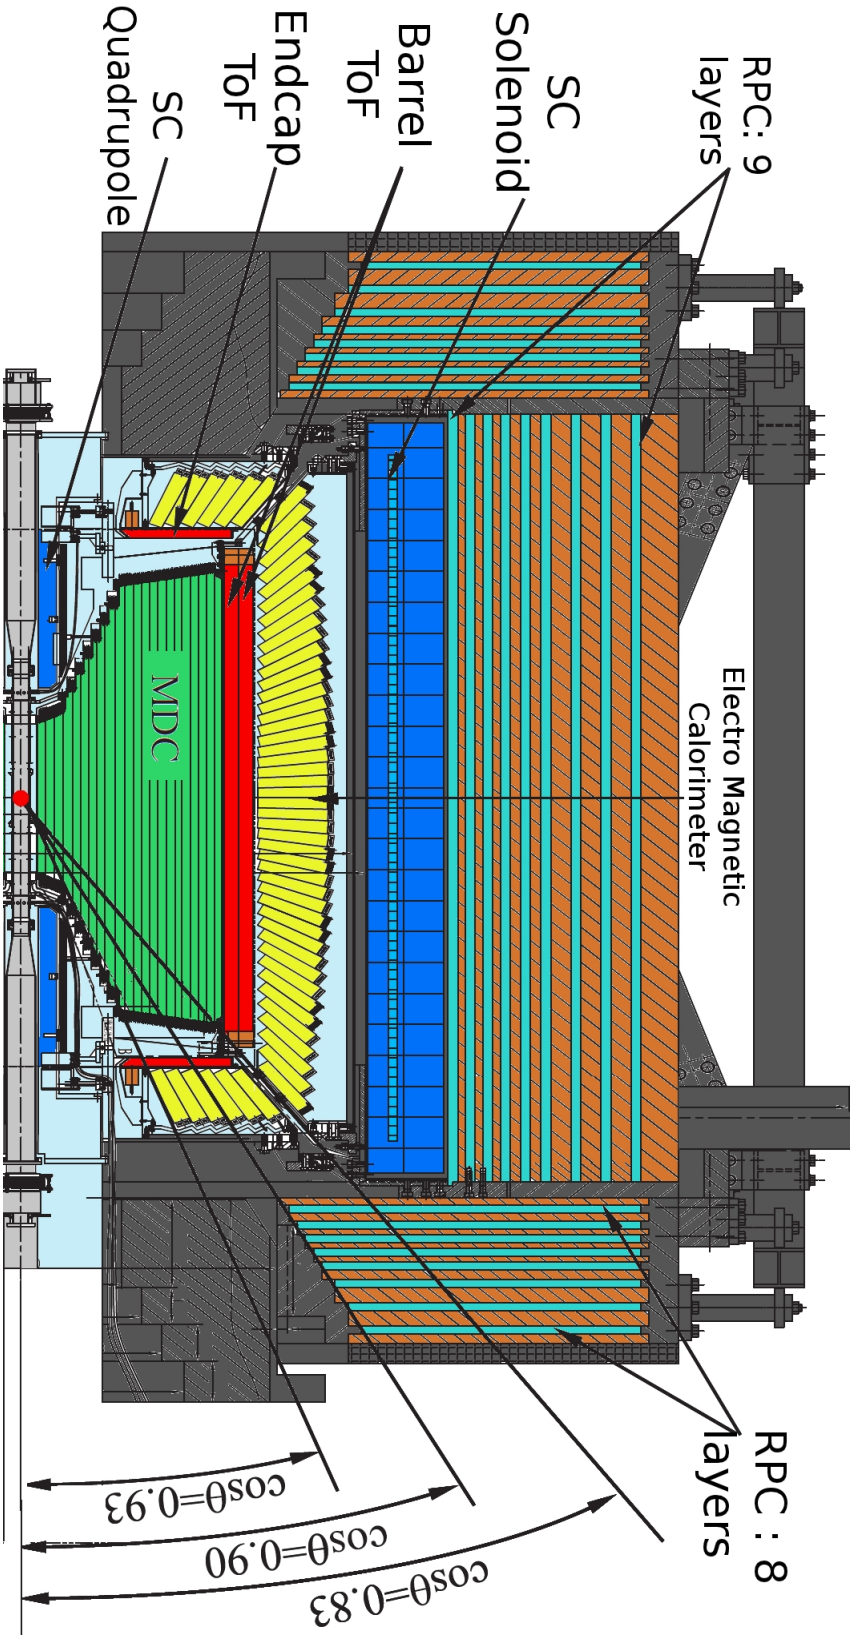 SC
Quadrupole
Endcap
ToF
Barrel
ToF
SC
Solenoid
RPC: 9
layers
MDC
Electro Magnetic
Calorimeter
RPC : 8
layers
cosθ=0.83
cosθ=0.90
cosθ=0.93